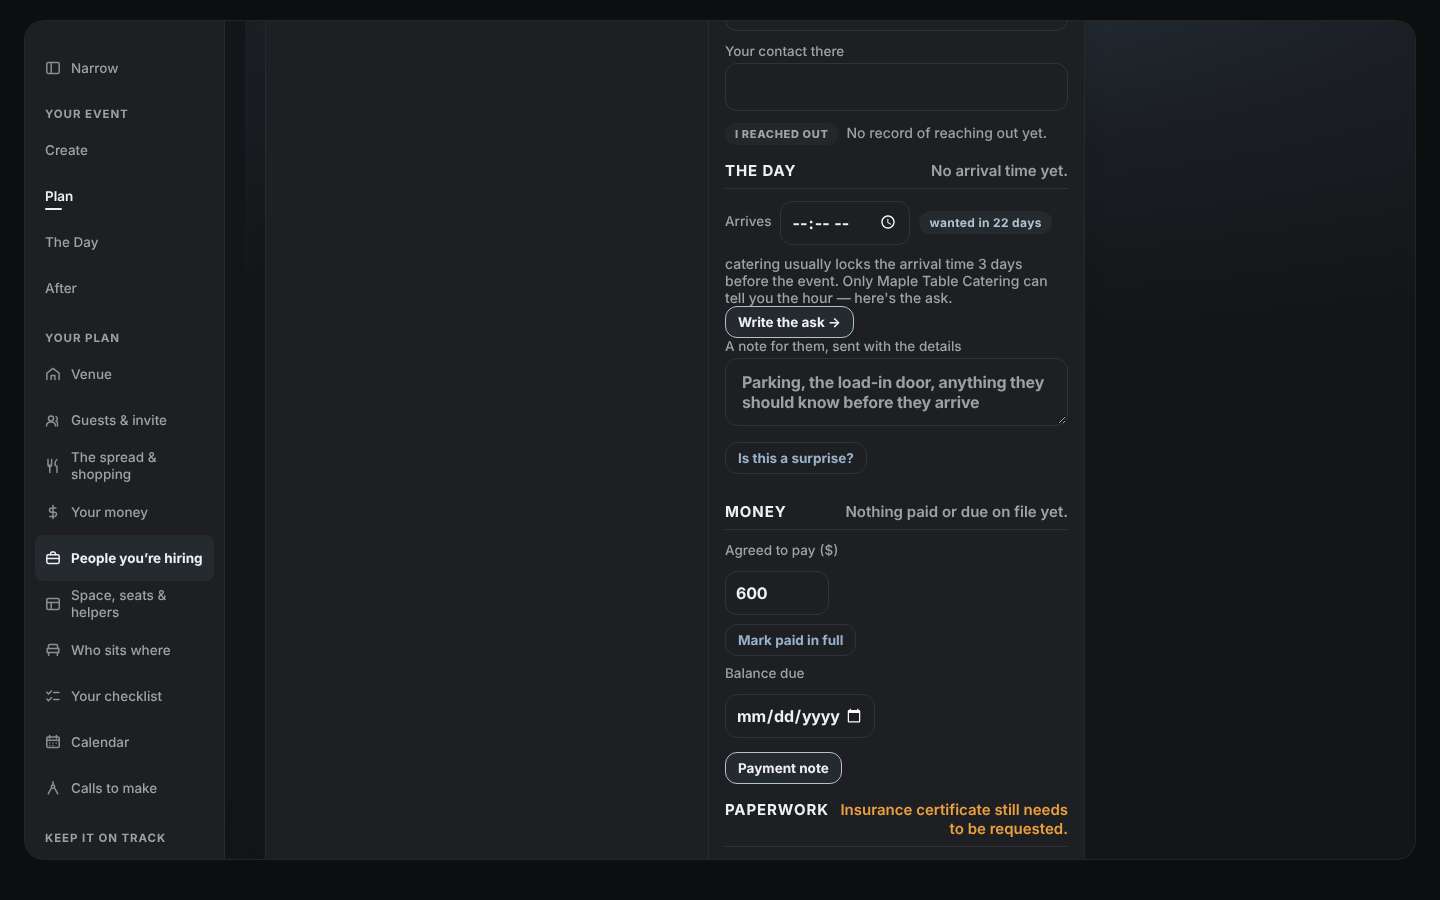 Narrow
YOUR EVENT
Create
Plan
The Day
After
YOUR PLAN
Venue
Guests & invite
The spread &
shopping
Your money
People you’re hiring
Space, seats &
helpers
Who sits where
Your checklist
Calendar
Calls to make
KEEP IT ON TRACK
Your contact there
I REACHED OUT No record of reaching out yet.
THE DAY No arrival time yet.
Arrives --:-- -- wanted in 22 days
catering usually locks the arrival time 3 days
before the event. Only Maple Table Catering can
tell you the hour — here's the ask.
Write the ask →
A note for them, sent with the details
Parking, the load-in door, anything they
should know before they arrive
Is this a surprise?
MONEY Nothing paid or due on file yet.
Agreed to pay ($)
600
Mark paid in full
Balance due
mm/dd/yyyy
Payment note
PAPERWORK Insurance certificate still needs
to be requested.